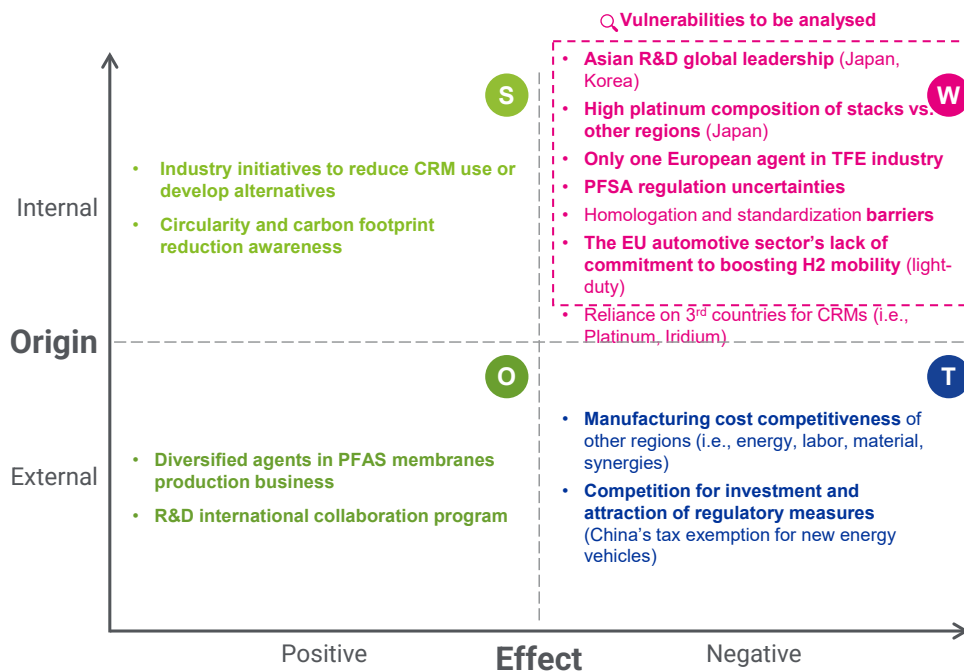 Vulnerabilities to be analysed
S
W
• Asian R&D global leadership (Japan,
Korea)
• High platinum composition of stacks vs.
other regions (Japan)
• Only one European agent in TFE industry
• PFSA regulation uncertainties
• Homologation and standardization barriers
• The EU automotive sector's lack of
commitment to boosting H2 mobility (light-
duty)
• Reliance on 3rd countries for CRMs (i.e.,
Platinum, Iridium)
• Industry initiatives to reduce CRM use or
develop alternatives
• Circularity and carbon footprint
reduction awareness
Internal
Origin
O
T
• Diversified agents in PFAS membranes
production business
• R&D international collaboration program
• Manufacturing cost competitiveness of
other regions (i.e., energy, labor, material,
synergies)
• Competition for investment and
attraction of regulatory measures
(China's tax exemption for new energy
vehicles)
External
Positive
Effect
Negative